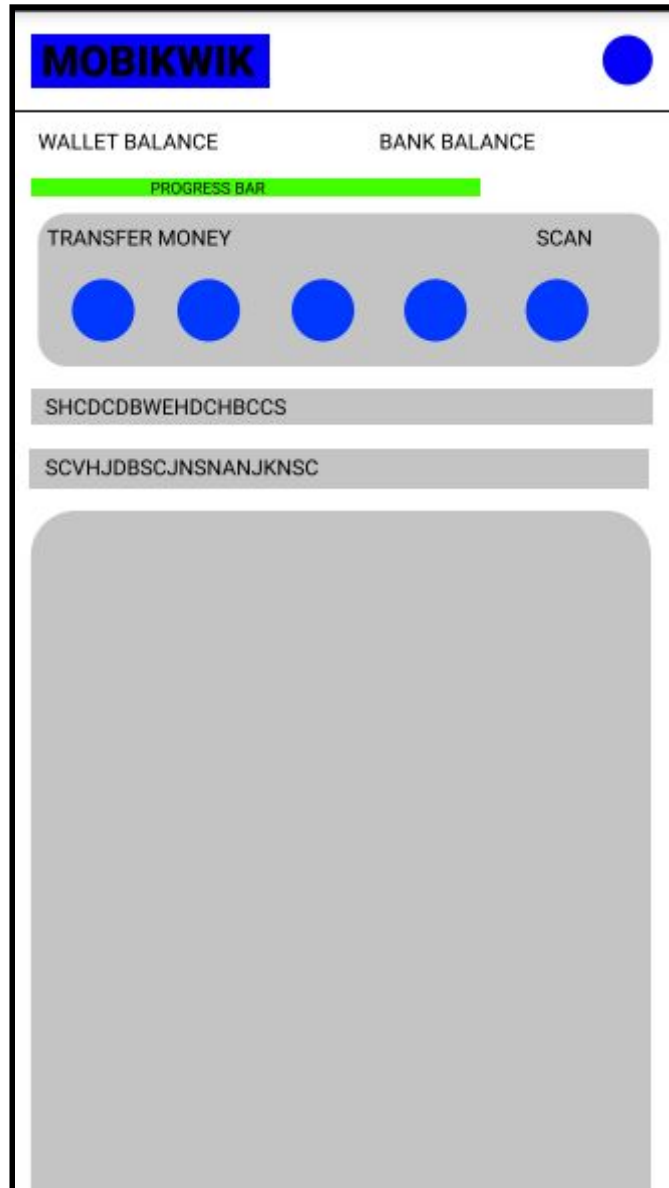 MOBIKWIK
WALLET BALANCE BANK BALANCE
PROGRESS BAR
TRANSFER MONEY SCAN
SHCDCDBWEHDCHBCCS
SCVHJDBSCJNSNANJKNSC